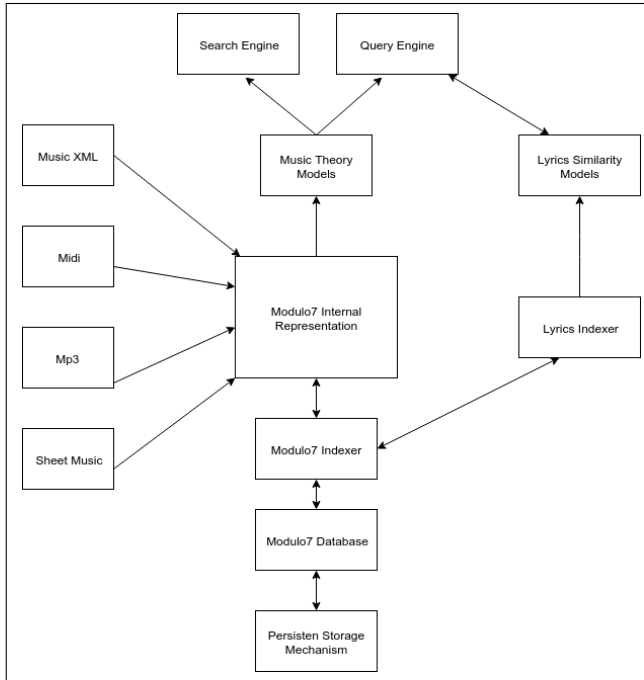 Search Engine
Query Engine
Music XML
Music Theory
Models
Lyrics Similarity
Models
Midi
Modulo7 Internal
Representation
Lyrics Indexer
Mp3
Sheet Music
Modulo7 Indexer
Modulo7 Database
Persisten Storage
Mechanism